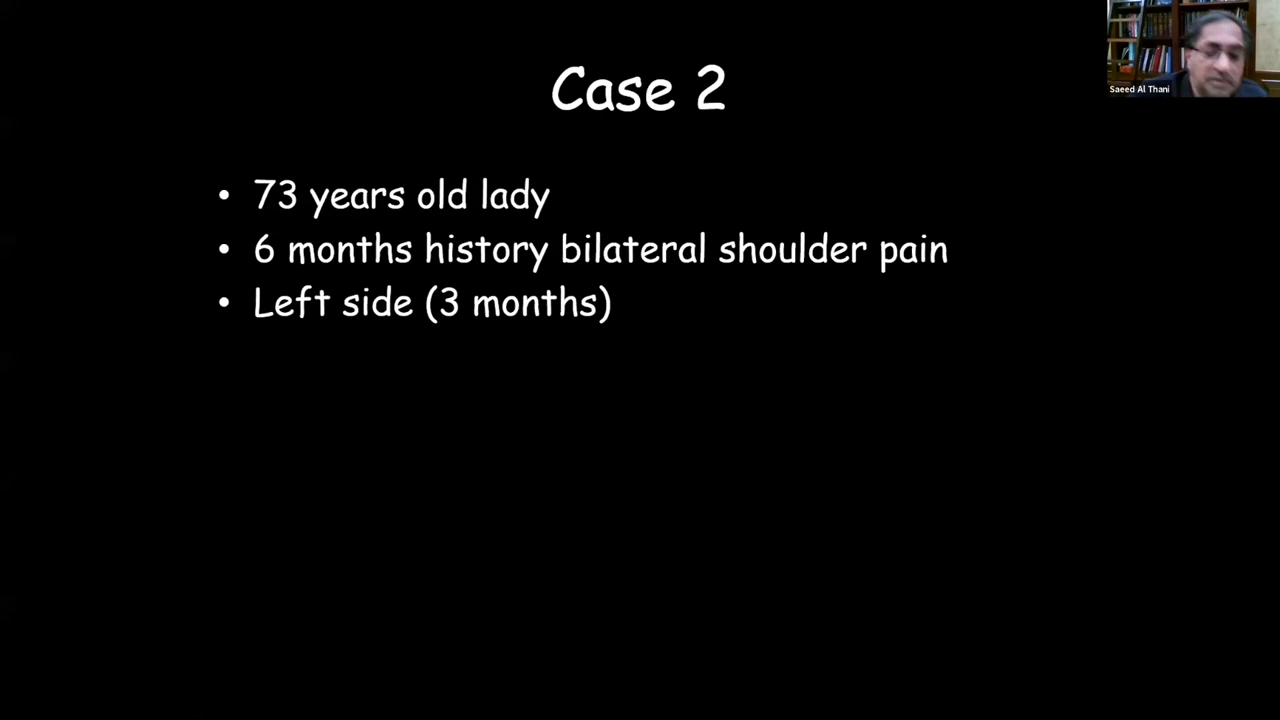 Saeed Al Thani
Case 2
• 73 years old lady
• 6 months history bilateral shoulder pain
• Left side (3 months)